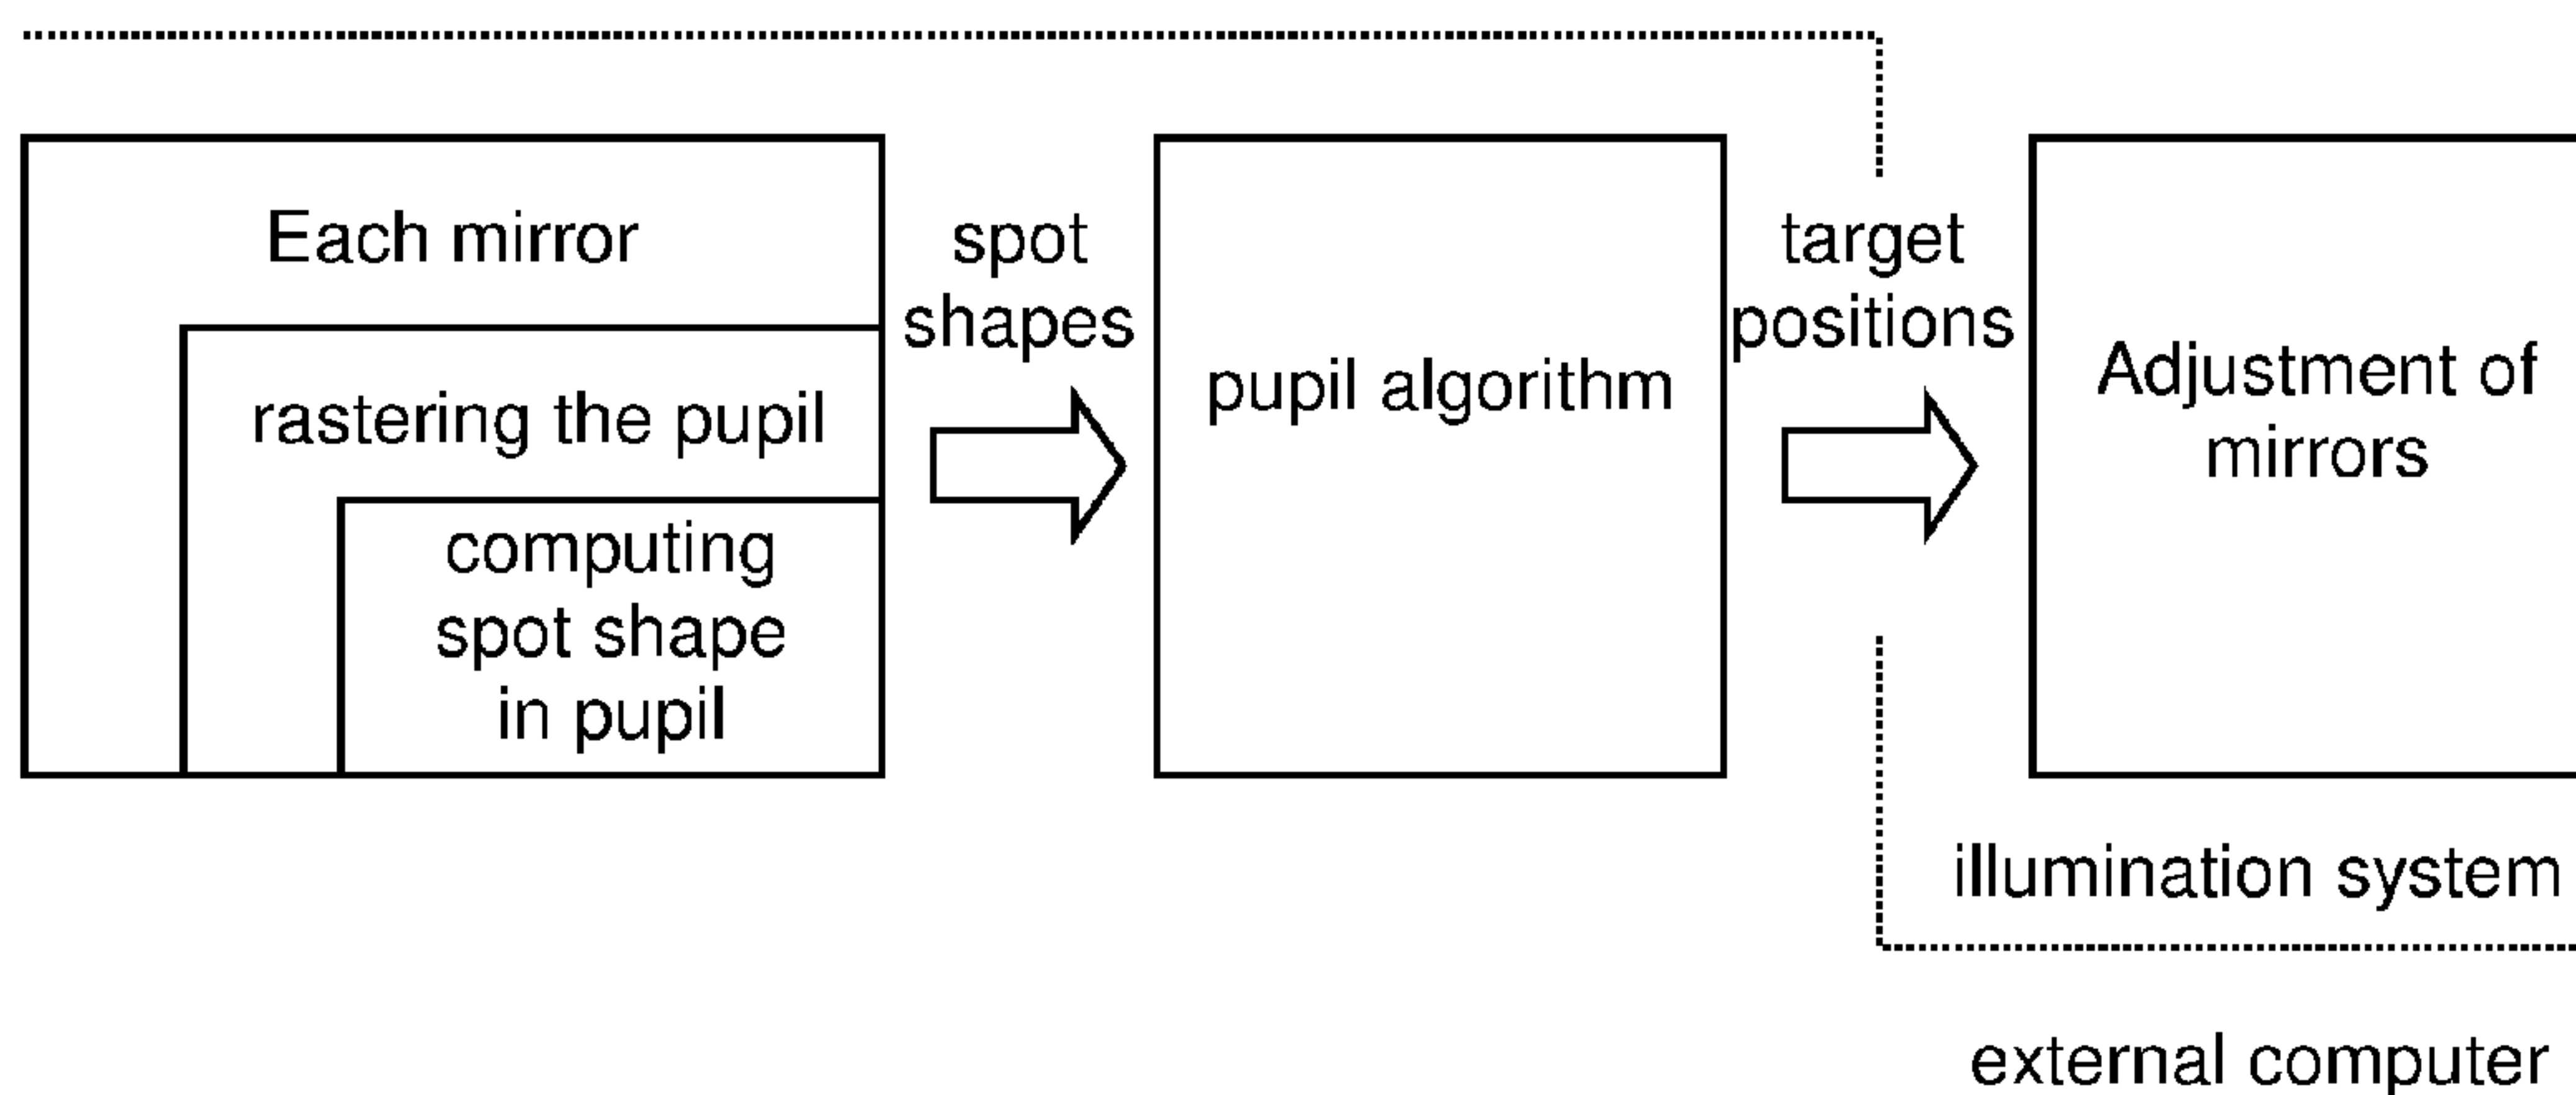 Each mirror
rastering the pupil
computing
spot shape
in pupil
spot
shapes
pupil algorithm
target
positions
Adjustment of
mirrors
illumination system
external computer